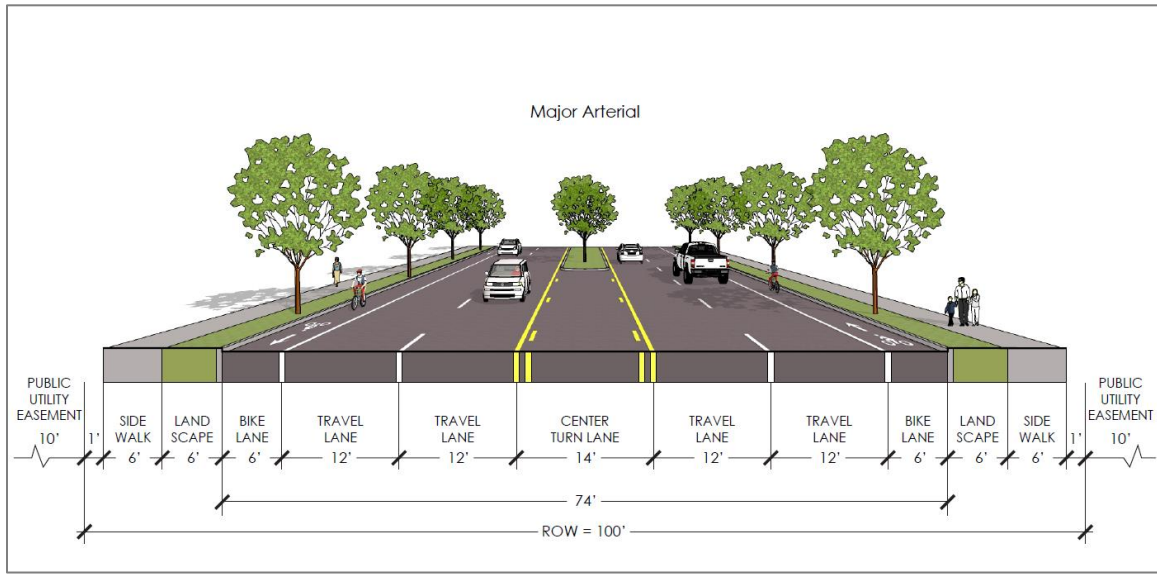 Major Arterial
PUBLIC
UTILITY
EASEMENT
10'
1'
SIDE
WALK
6'
LAND
SCAPE
6'
BIKE
LANE
6'
TRAVEL
LANE
12'
TRAVEL
LANE
12'
CENTER
TURN LANE
14'
TRAVEL
LANE
12'
TRAVEL
LANE
12'
BIKE
LANE
6'
LAND
SCAPE
6'
SIDE
WALK
6'
1'
PUBLIC
UTILITY
EASEMENT
10'
74'
ROW = 100'